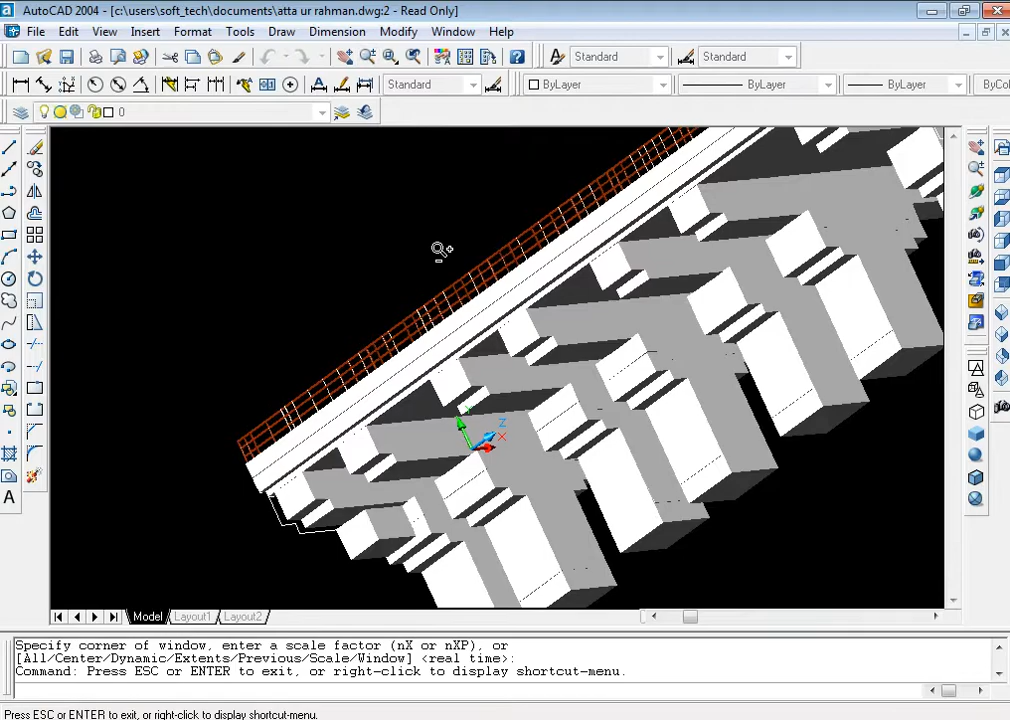 AutoCAD 2004 - [c:\users\soft_tech\documents\atta ur rahman.dwg:2 - Read Only]
File Edit View Insert Format Tools Draw Dimension Modify Window Help
A Standard Standard
Standard ByLayer ByLayer ByLayer ByCol
0
Z
X
A
Model Layout1 Layout2
Specify corner of window, enter a scale factor (nX or nXP), or
[All/Center/Dynamic/Extents/Previous/Scale/Window] <real time>:
Command: Press ESC or ENTER to exit, or right-click to display shortcut-menu.
Press ESC or ENTER to exit, or right-click to display shortcut-menu.